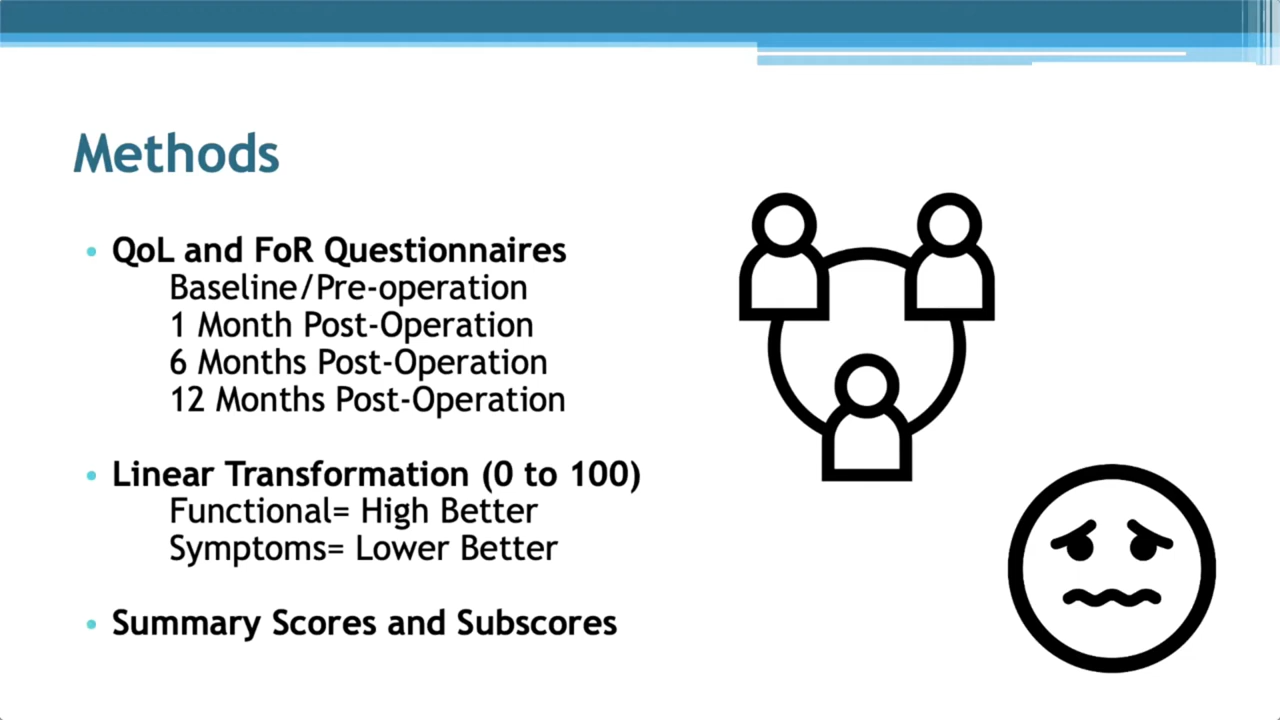 Methods
• QoL and FoR Questionnaires
Baseline/Pre-operation
1 Month Post-Operation
6 Months Post-Operation
12 Months Post-Operation
• Linear Transformation (0 to 100)
Functional= High Better
Symptoms= Lower Better
• Summary Scores and Subscores